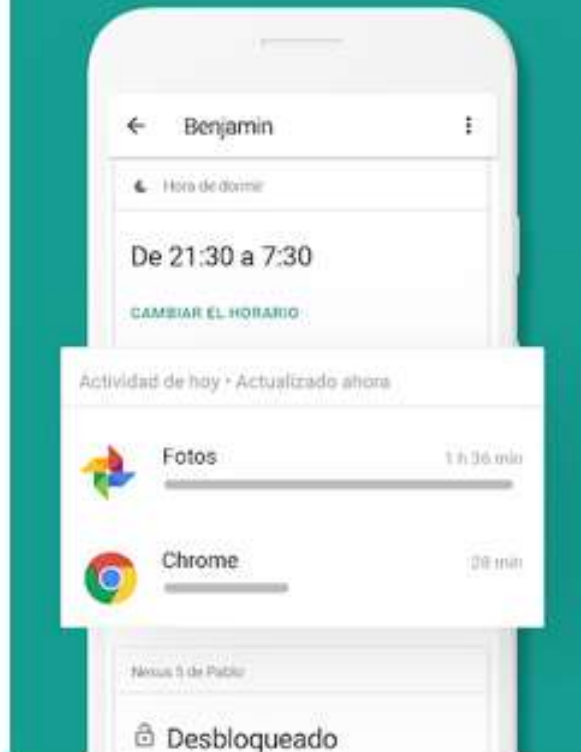 Benjamin
Hora de dormir
De 21:30 a 7:30
CAMBIAR EL HORARIO
Actividad de hoy • Actualizado ahora
Fotos 1 h 36 min
Chrome 28 min
Nexus 5 de Pablo
Desbloqueado